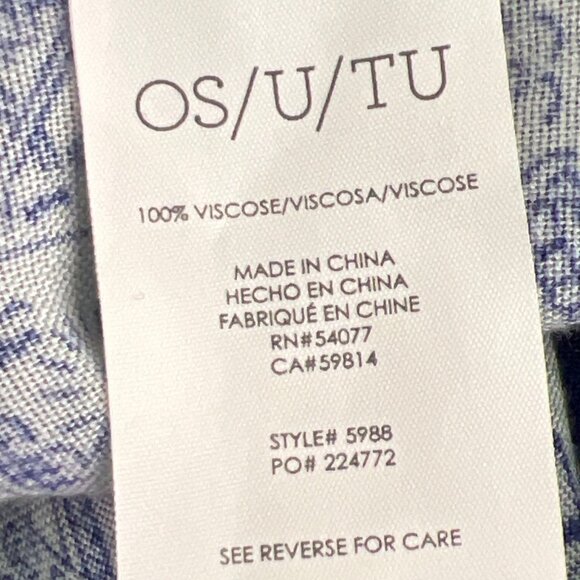 OS/U/TU
100% VISCOSE/VISCOSA/VISCOSE
MADE IN CHINA
HECHO EN CHINA
FABRIQUÉ EN CHINE
RN#54077
CA#59814
STYLE# 5988
PO# 224772
SEE REVERSE FOR CARE